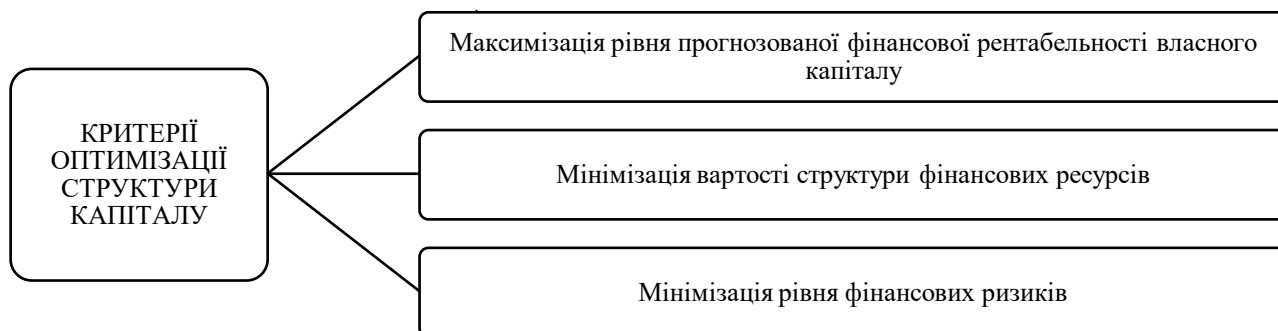 Максимізація рівня прогнозованої фінансової рентабельності власного
капіталу
КРИТЕРІЇ
ОПТИМІЗАЦІЇ
СТРУКТУРИ
КАПІТАЛУ
Мінімізація вартості структури фінансових ресурсів
Мінімізація рівня фінансових ризиків